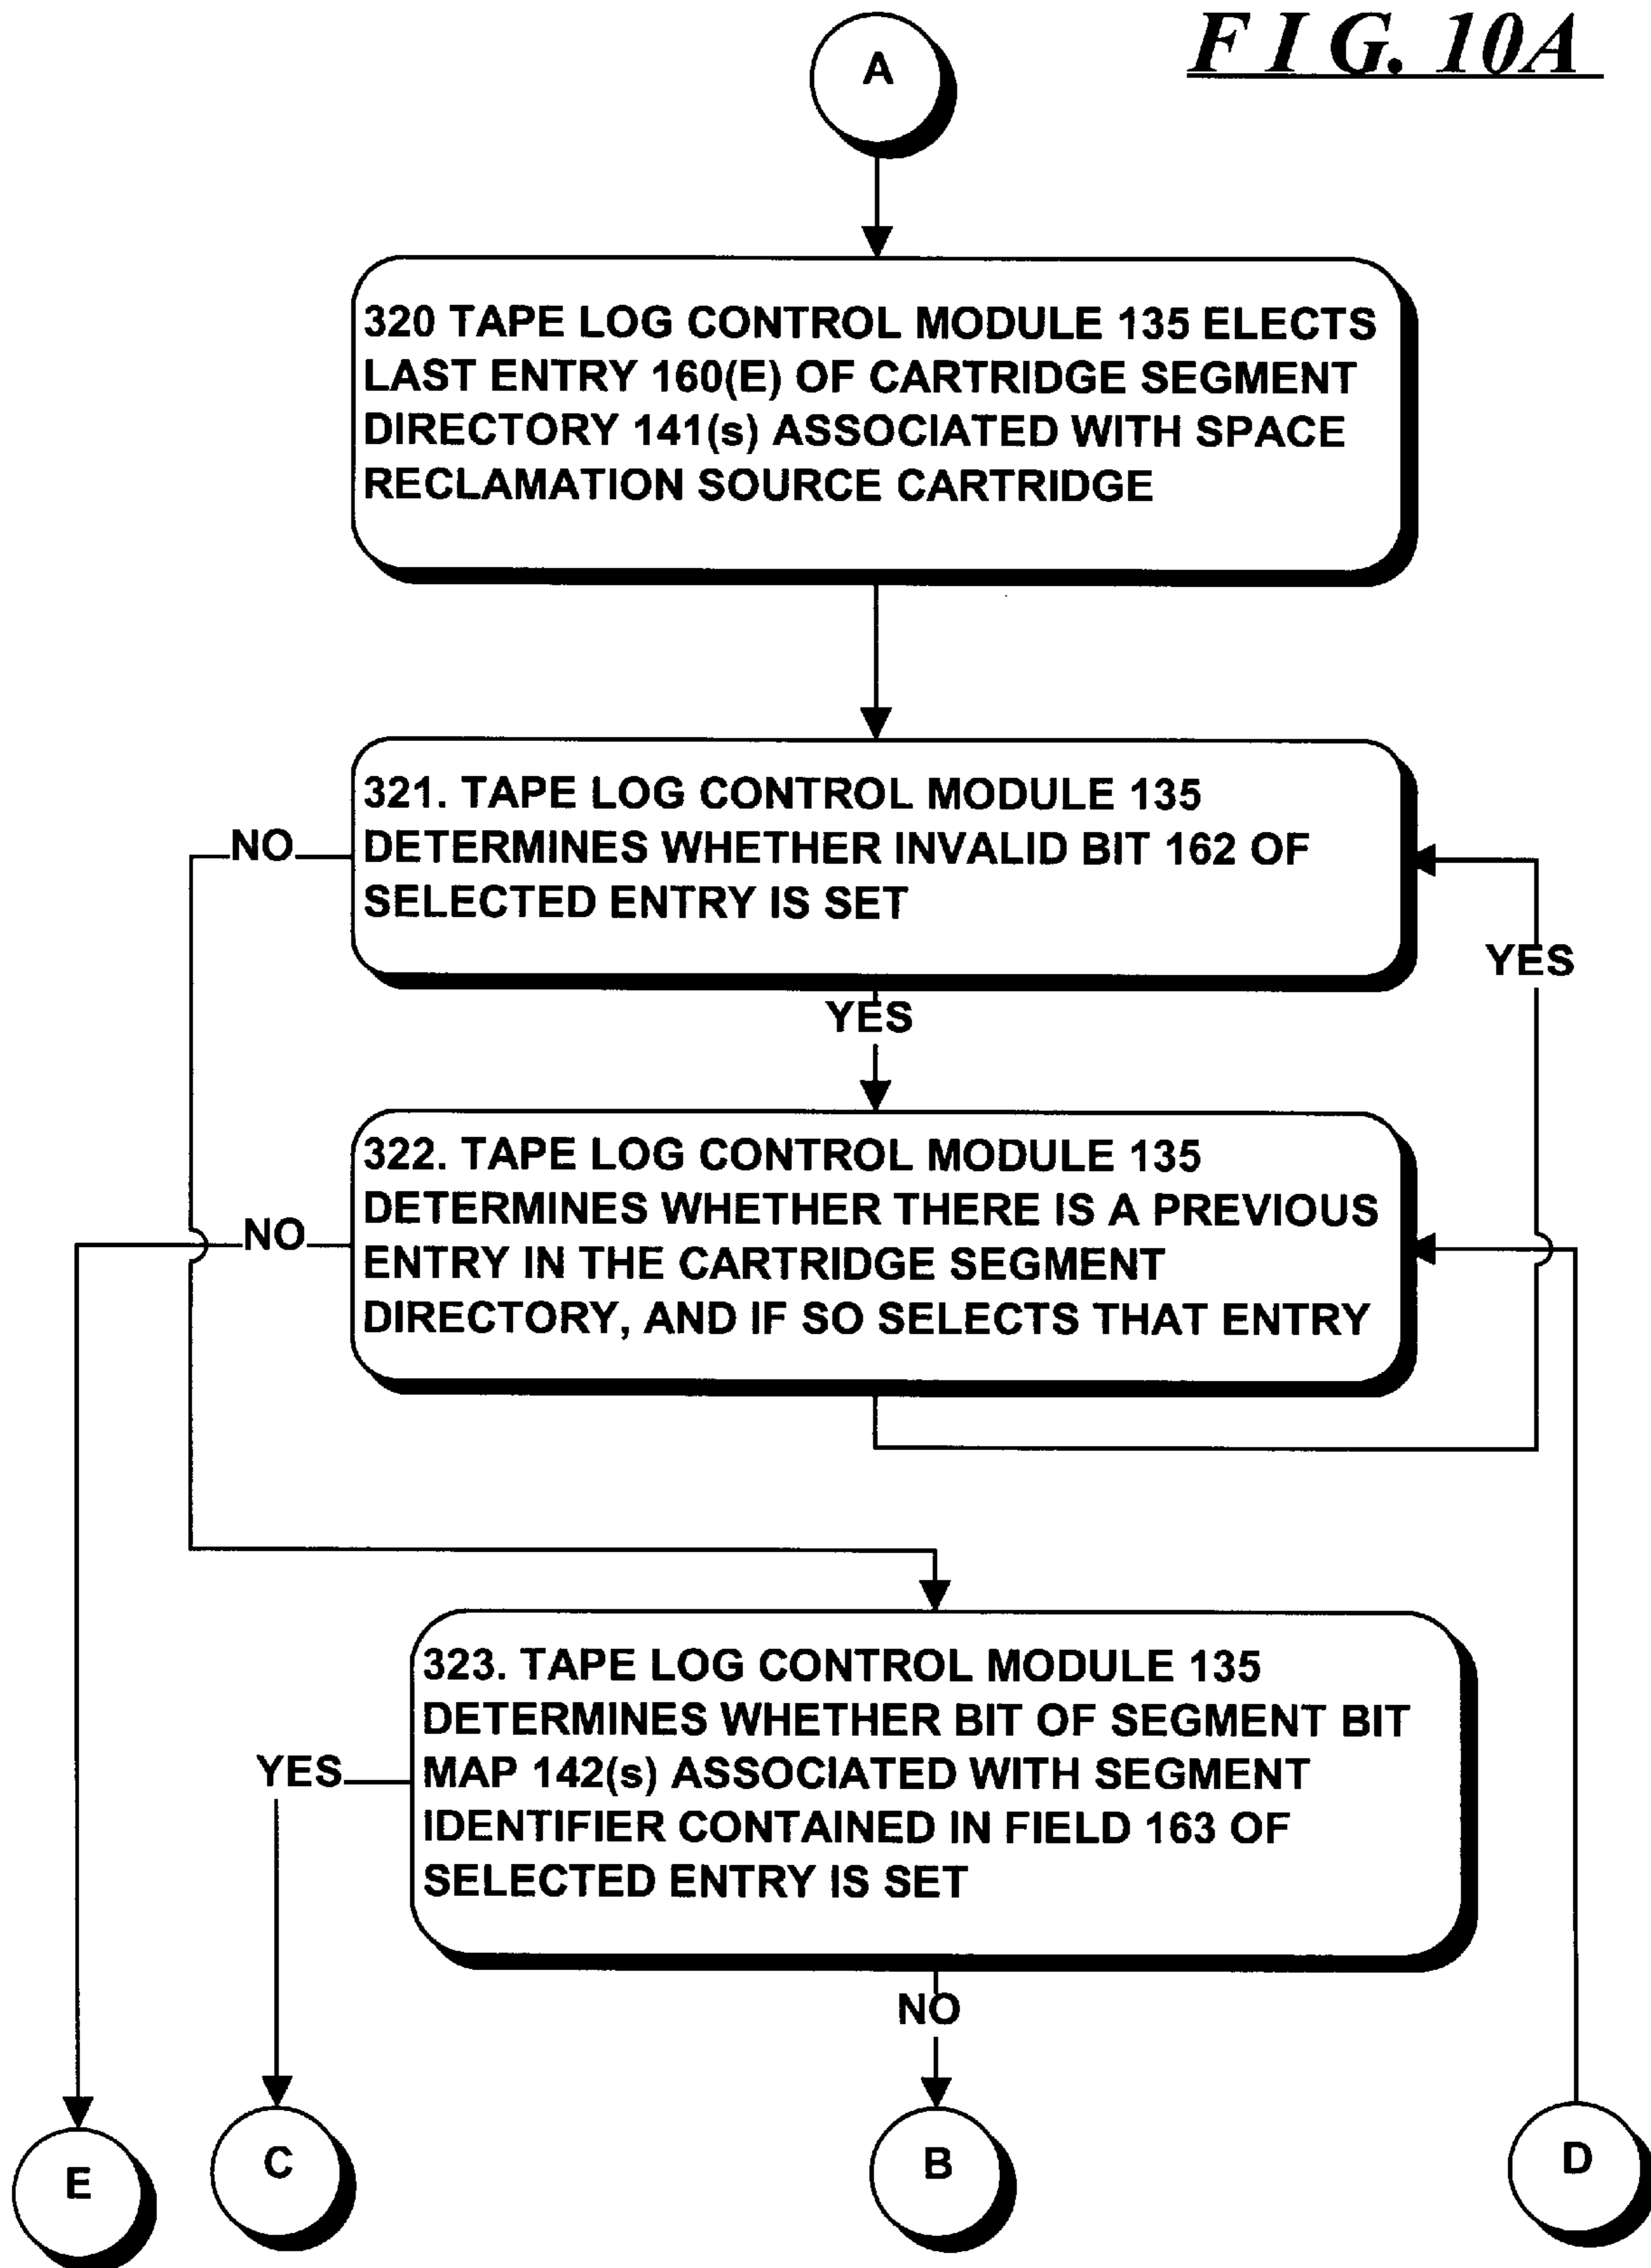 F I G. 10A
A
320 TAPE LOG CONTROL MODULE 135 ELECTS
LAST ENTRY 160(E) OF CARTRIDGE SEGMENT
DIRECTORY 141(s) ASSOCIATED WITH SPACE
RECLAMATION SOURCE CARTRIDGE
321. TAPE LOG CONTROL MODULE 135
DETERMINES WHETHER INVALID BIT 162 OF
SELECTED ENTRY IS SET
NO
YES
YES
322. TAPE LOG CONTROL MODULE 135
DETERMINES WHETHER THERE IS A PREVIOUS
ENTRY IN THE CARTRIDGE SEGMENT
DIRECTORY, AND IF SO SELECTS THAT ENTRY
NO
323. TAPE LOG CONTROL MODULE 135
DETERMINES WHETHER BIT OF SEGMENT BIT
MAP 142(s) ASSOCIATED WITH SEGMENT
IDENTIFIER CONTAINED IN FIELD 163 OF
SELECTED ENTRY IS SET
YES
NO
E
C
B
D